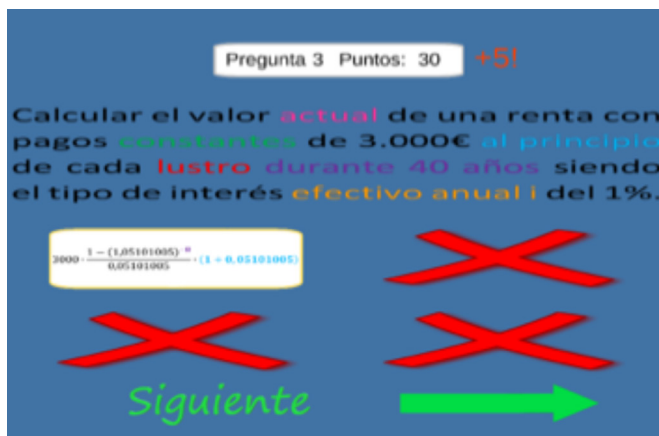 Pregunta 3 Puntos: 30 +5!
Calcular el valor actual de una renta con
pagos constantes de 3.000€ al principio
de cada lustro durante 40 años siendo
el tipo de interés efectivo anual i del 1%.
3000 · \frac{1 − (1,05101005)^{-8}}{0,05101005} · (1 + 0,05101005)
Siguiente